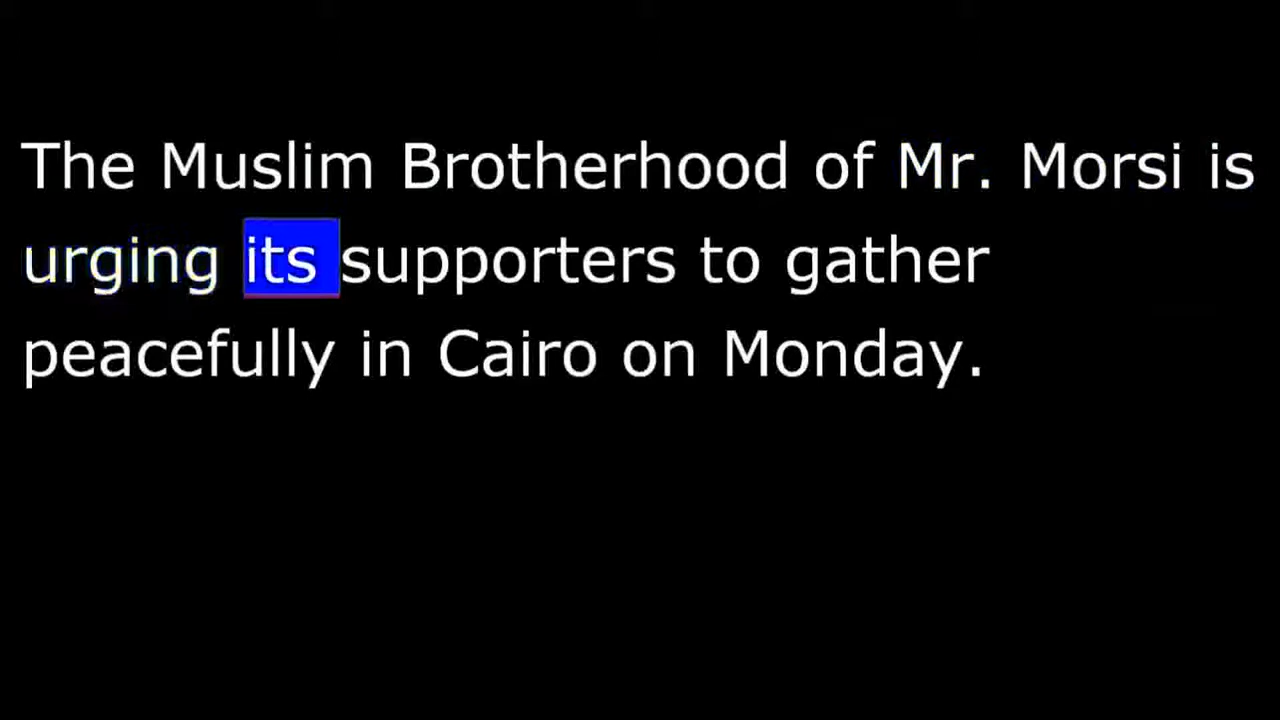 The Muslim Brotherhood of Mr. Morsi is
urging its supporters to gather
peacefully in Cairo on Monday.